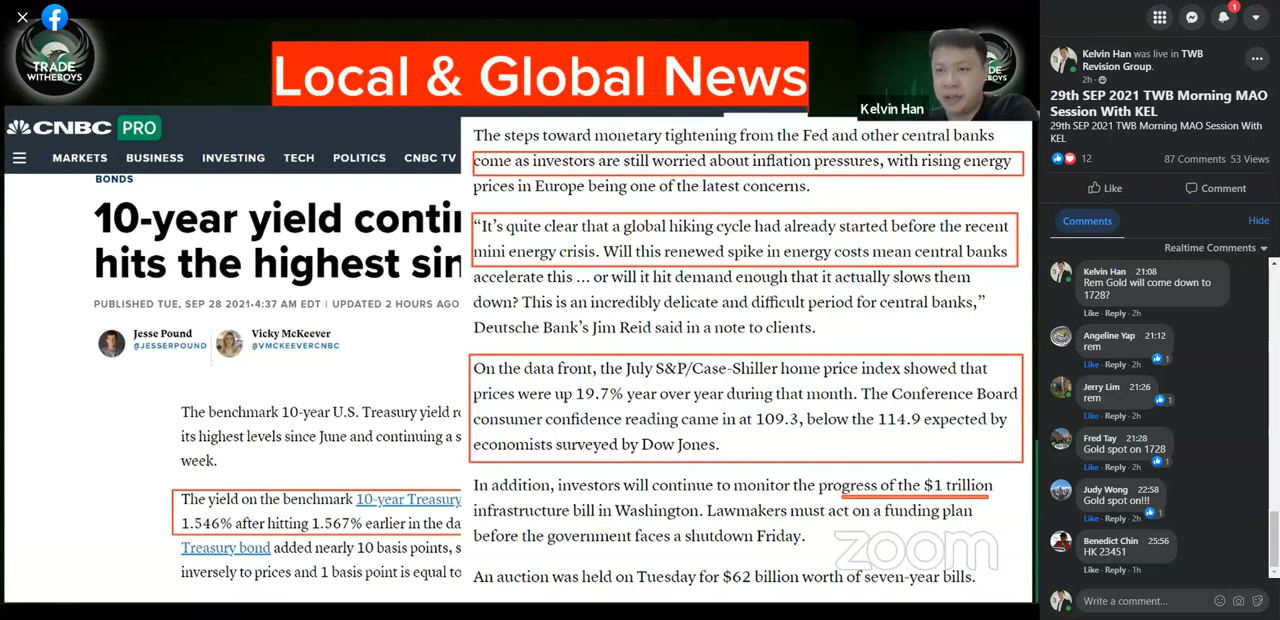 TRADE
WITHEBOYS
Local & Global News
Kelvin Han
CNBC PRO
MARKETS BUSINESS INVESTING TECH POLITICS CNBC TV
BONDS
10-year yield contin
hits the highest sin
PUBLISHED TUE, SEP 28 2021•4:37 AM EDT | UPDATED 2 HOURS AGO
Jesse Pound
@JESSERPOUND
Vicky McKeever
@VMCKEEVERCNBC
The benchmark 10-year U.S. Treasury yield ro
its highest levels since June and continuing a s
week.
The yield on the benchmark 10-year Treasury
1.546% after hitting 1.567% earlier in the da
Treasury bond added nearly 10 basis points, s
inversely to prices and 1 basis point is equal to
The steps toward monetary tightening from the Fed and other central banks
come as investors are still worried about inflation pressures, with rising energy
prices in Europe being one of the latest concerns.
“It’s quite clear that a global hiking cycle had already started before the recent
mini energy crisis. Will this renewed spike in energy costs mean central banks
accelerate this ... or will it hit demand enough that it actually slows them
down? This is an incredibly delicate and difficult period for central banks,”
Deutsche Bank’s Jim Reid said in a note to clients.
On the data front, the July S&P/Case-Shiller home price index showed that
prices were up 19.7% year over year during that month. The Conference Board
consumer confidence reading came in at 109.3, below the 114.9 expected by
economists surveyed by Dow Jones.
In addition, investors will continue to monitor the progress of the $1 trillion
infrastructure bill in Washington. Lawmakers must act on a funding plan
before the government faces a shutdown Friday.
An auction was held on Tuesday for $62 billion worth of seven-year bills.
zoom
1
Kelvin Han was live in TWB
Revision Group.
2h
29th SEP 2021 TWB Morning MAO
Session With KEL
29th SEP 2021 TWB Morning MAO Session With
KEL
12 87 Comments 53 Views
Like Comment
Comments Hide
Realtime Comments
Kelvin Han 21:08
Rem Gold will come down to
1728?
Like · Reply · 2h
Angeline Yap 21:12
rem
1
Like · Reply · 2h
Jerry Lim 21:26
rem
1
Like · Reply · 2h
Fred Tay 21:28
Gold spot on 1728
1
Like · Reply · 2h
Judy Wong 22:58
Gold spot on!!!
1
Like · Reply · 2h
Benedict Chin 25:56
HK 23451
Like · Reply · 1h
Write a comment...